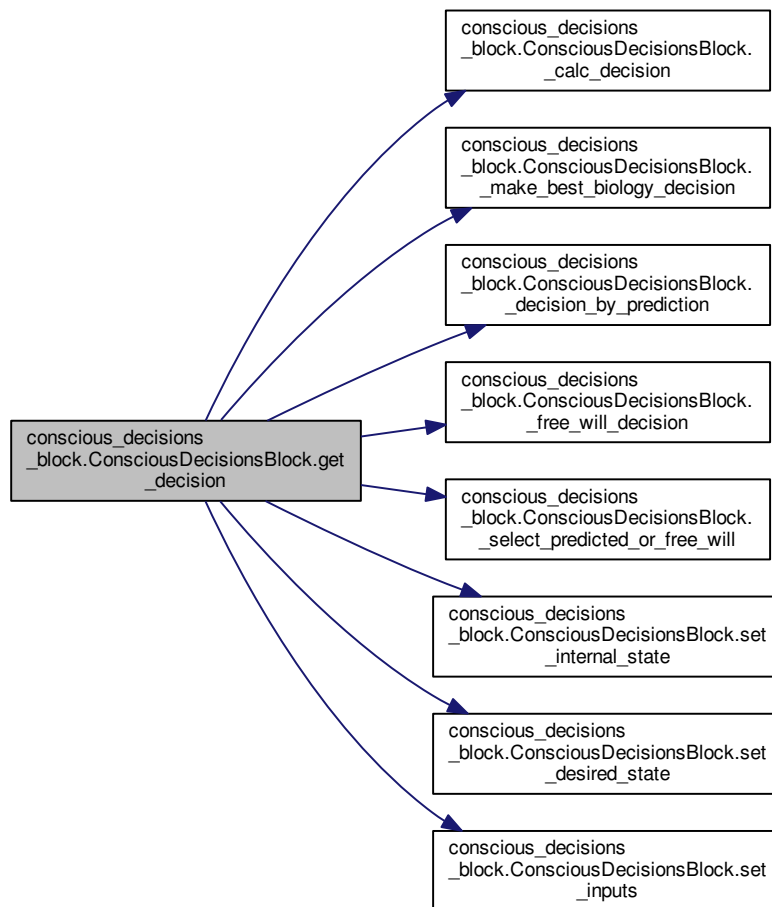 conscious_decisions
_block.ConsciousDecisionsBlock.
_calc_decision
conscious_decisions
_block.ConsciousDecisionsBlock.
_make_best_biology_decision
conscious_decisions
_block.ConsciousDecisionsBlock.
_decision_by_prediction
conscious_decisions
_block.ConsciousDecisionsBlock.
_free_will_decision
conscious_decisions
_block.ConsciousDecisionsBlock.get
_decision
conscious_decisions
_block.ConsciousDecisionsBlock.
_select_predicted_or_free_will
conscious_decisions
_block.ConsciousDecisionsBlock.set
_internal_state
conscious_decisions
_block.ConsciousDecisionsBlock.set
_desired_state
conscious_decisions
_block.ConsciousDecisionsBlock.set
_inputs